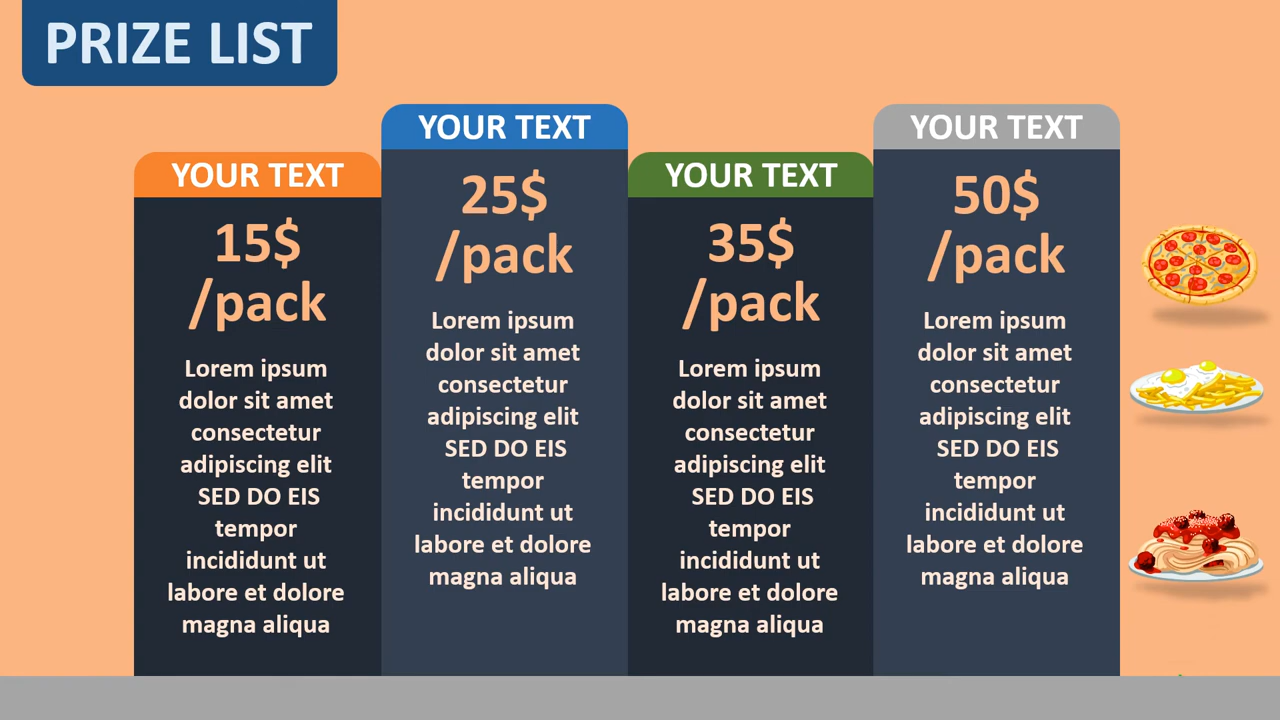 PRIZE LIST
YOUR TEXT
15$
/pack
Lorem ipsum
dolor sit amet
consectetur
adipiscing elit
SED DO EIS
tempor
incididunt ut
labore et dolore
magna aliqua
YOUR TEXT
25$
/pack
Lorem ipsum
dolor sit amet
consectetur
adipiscing elit
SED DO EIS
tempor
incididunt ut
labore et dolore
magna aliqua
YOUR TEXT
35$
/pack
Lorem ipsum
dolor sit amet
consectetur
adipiscing elit
SED DO EIS
tempor
incididunt ut
labore et dolore
magna aliqua
YOUR TEXT
50$
/pack
Lorem ipsum
dolor sit amet
consectetur
adipiscing elit
SED DO EIS
tempor
incididunt ut
labore et dolore
magna aliqua